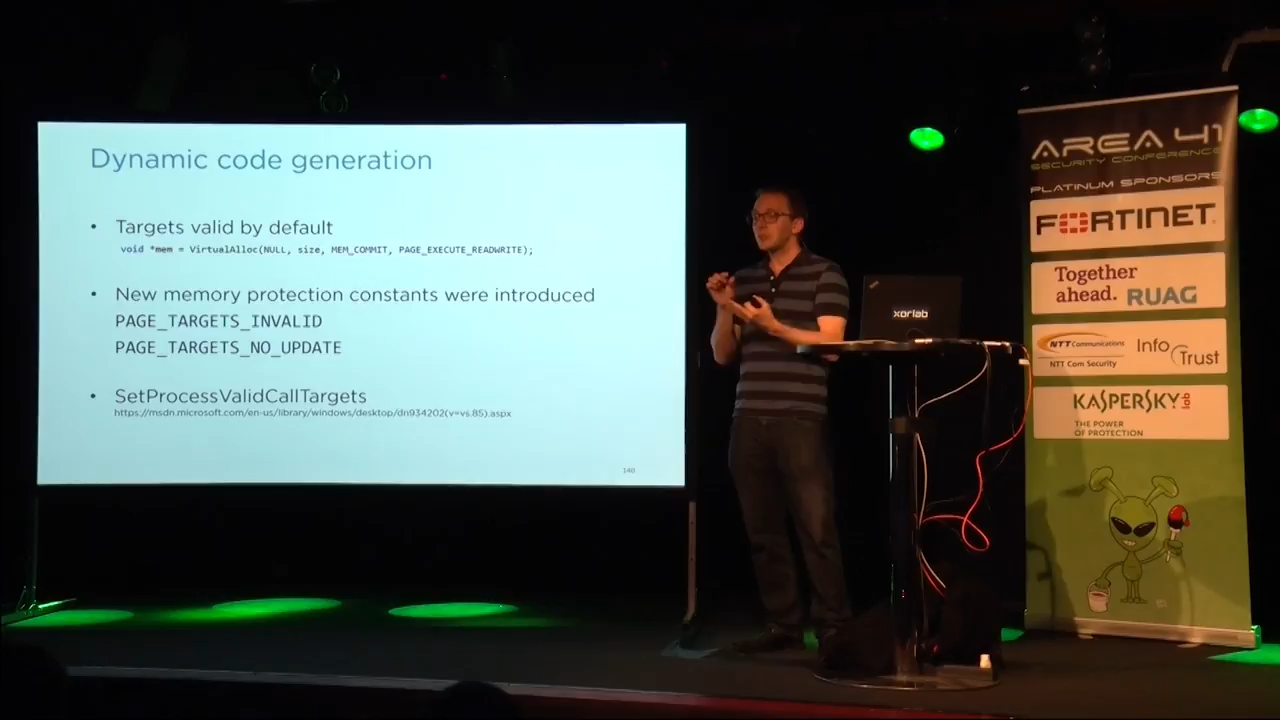 Dynamic code generation
• Targets valid by default
void *mem = VirtualAlloc(NULL, size, MEM_COMMIT, PAGE_EXECUTE_READWRITE);
• New memory protection constants were introduced
PAGE_TARGETS_INVALID
PAGE_TARGETS_NO_UPDATE
• SetProcessValidCallTargets
https://msdn.microsoft.com/en-us/library/windows/desktop/dn934202(v=vs.85).aspx
140
xorlab
AREA 41
SECURITY CONFERENCE
PLATINUM SPONSORS
FORTINET
Together
ahead. RUAG
NTT Communications
NTT Com Security
Info Trust
KASPERSKY lab
THE POWER
OF PROTECTION